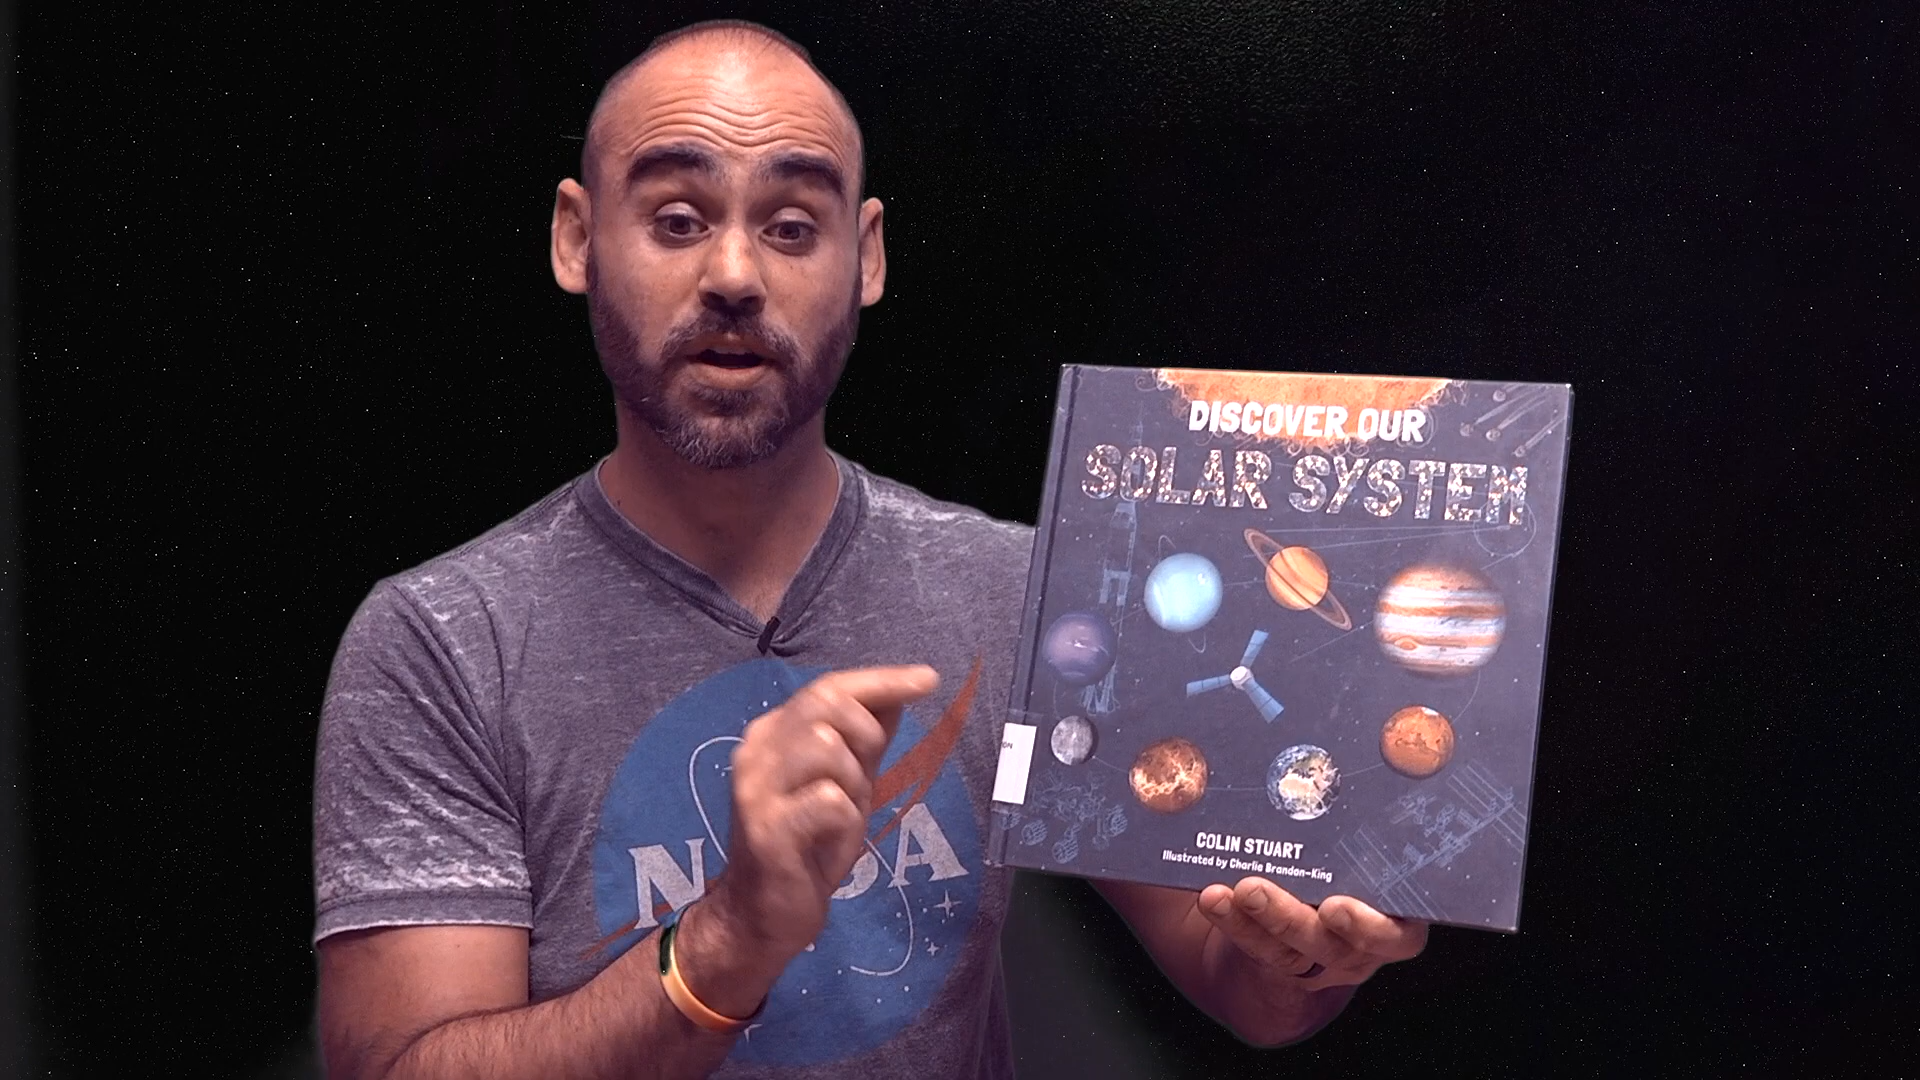 DISCOVER OUR
SOLAR SYSTEM
COLIN STUART
Illustrated by Charlie Brandon-King